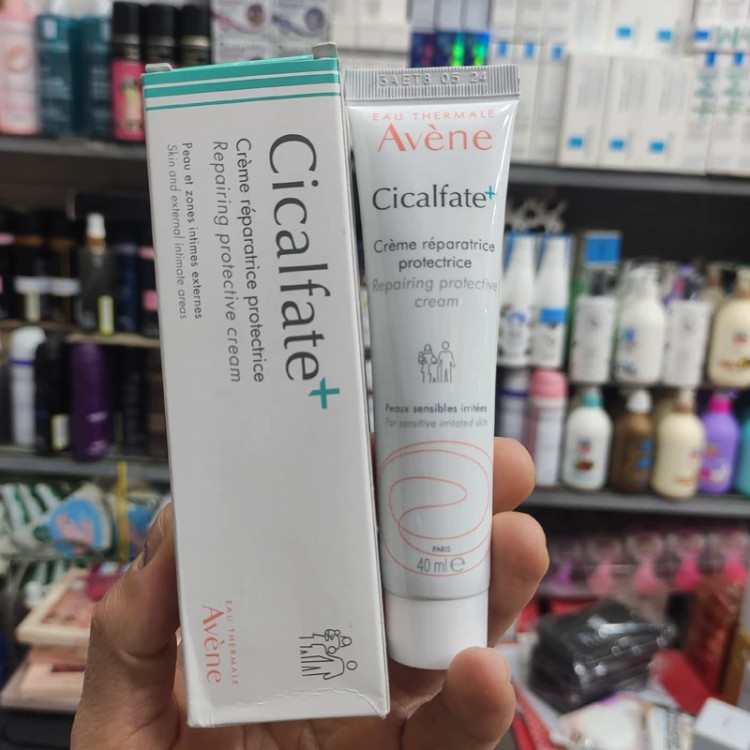 Cicalfate+
Crème réparatrice protectrice
Repairing protective cream
Peau et zones intimes externes
Skin and external intimate areas
EAU THERMALE
Avène
EAU THERMALE
Avène
Cicalfate+
Crème réparatrice
protectrice
Repairing protective
cream
Peaux sensibles irritées
For sensitive irritated skin
PARIS
40 ml e